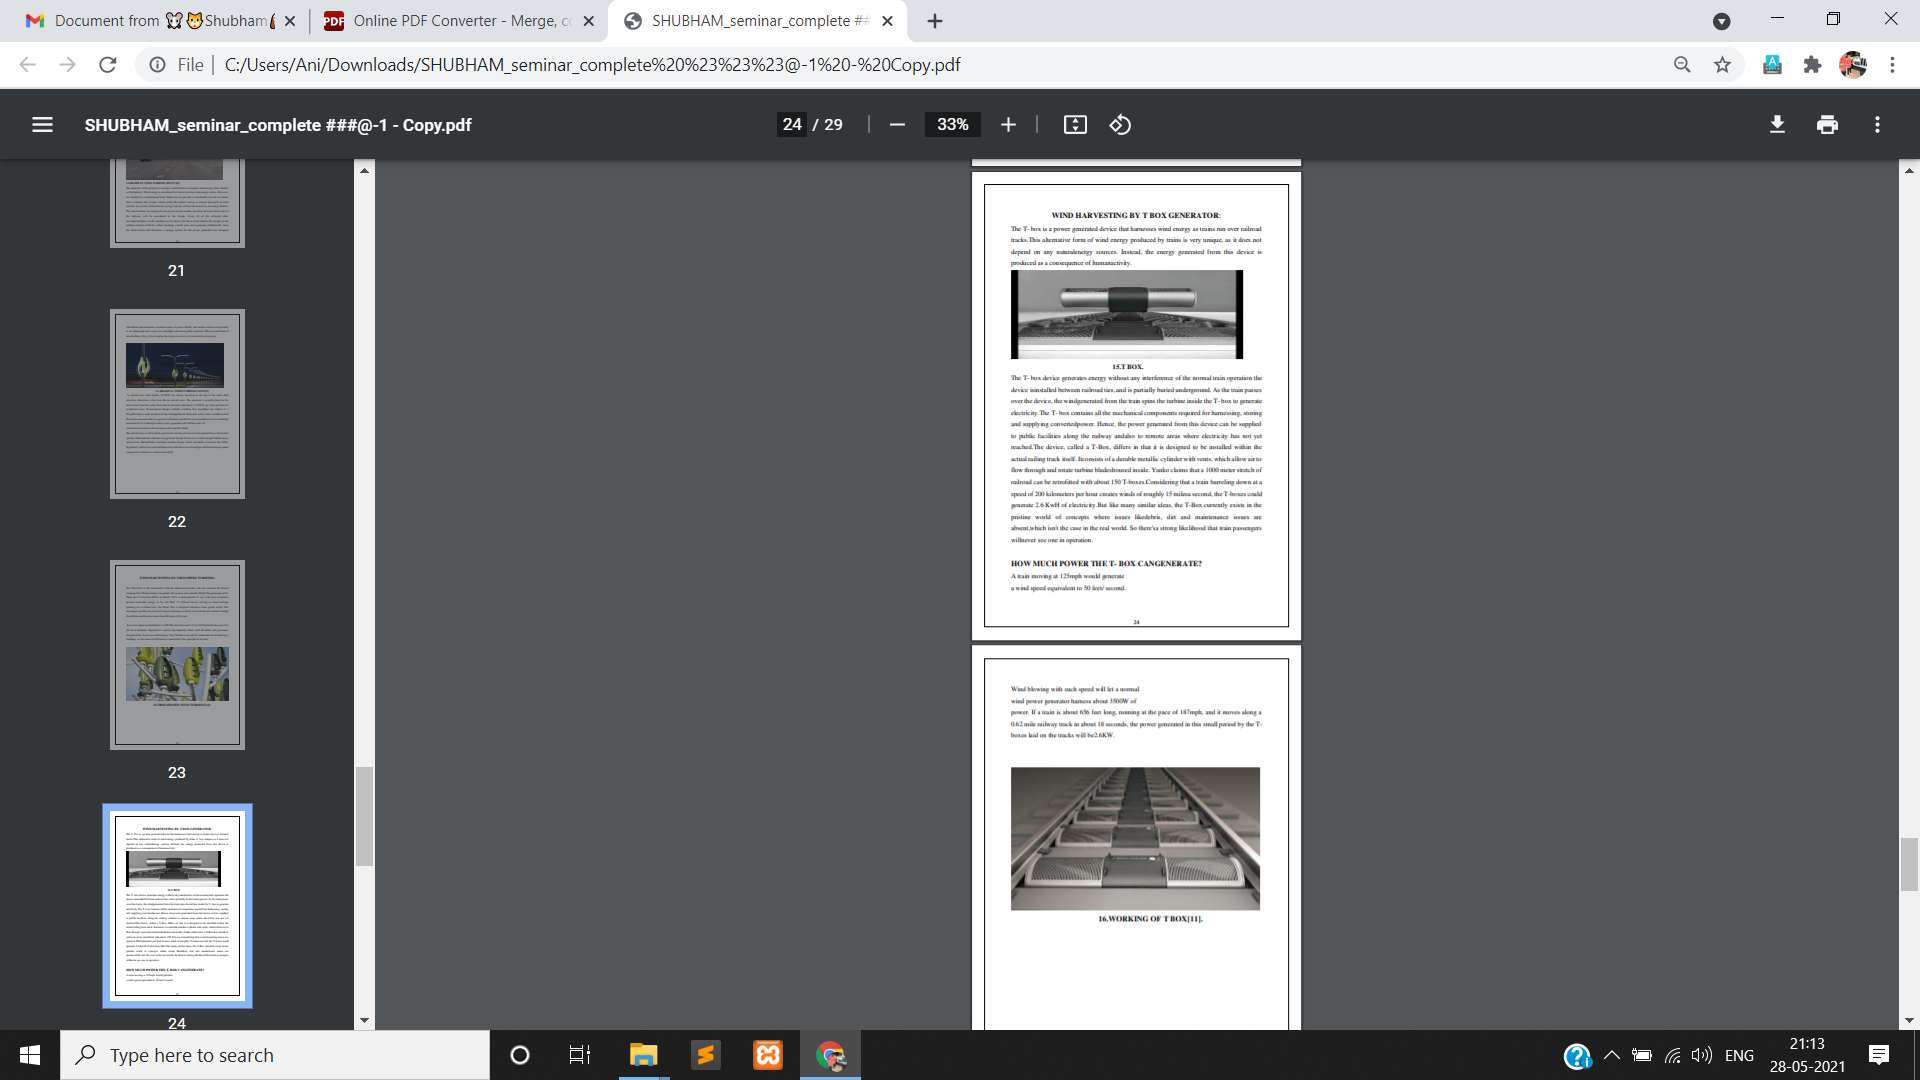 Document from 🐭🐱Shubham
Online PDF Converter - Merge, co
SHUBHAM_seminar_complete ##
File
C:/Users/Ani/Downloads/SHUBHAM_seminar_complete%20%23%23%23@-1%20-%20Copy.pdf
SHUBHAM_seminar_complete ###@-1 - Copy.pdf
24 / 29
33%
21
22
23
24
WIND HARVESTING BY T BOX GENERATOR:
The T- box is a power generated device that harnesses wind energy as trains run over railroad
tracks.This alternative form of wind energy produced by trains is very unique, as it does not
depend on any naturalenergy sources. Instead, the energy generated from this device is
produced as a consequence of humanactivity.
15.T BOX.
The T- box device generates energy without any interference of the normal train operation the
device isinstalled between railroad ties, and is partially buried underground. As the train passes
over the device, the windgenerated from the train spins the turbine inside the T- box to generate
electricity.The T- box contains all the mechanical components required for harnessing, storing
and supplying convertedpower. Hence, the power generated from this device can be supplied
to public facilities along the railway andalso to remote areas where electricity has not yet
reached.The device, called a T-Box, differs in that it is designed to be installed within the
actual railing track itself. Itconsists of a durable metallic cylinder with vents, which allow air to
flow through and rotate turbine bladeshoused inside. Yanko claims that a 1000 meter stretch of
railroad can be retrofitted with about 150 T-boxes.Considering that a train barreling down at a
speed of 200 kilometers per hour creates winds of roughly 15 milesa second, the T-boxes could
generate 2.6 KwH of electricity.But like many similar ideas, the T-Box currently exists in the
pristine world of concepts where issues likedebris, dirt and maintenance issues are
absent,which isn't the case in the real world. So there'sa strong likelihood that train passengers
willnever see one in operation.
HOW MUCH POWER THE T- BOX CANGENERATE?
A train moving at 125mph would generate
a wind speed equivalent to 50 feet/ second.
24
Wind blowing with such speed will let a normal
wind power generator harness about 3500W of
power. If a train is about 656 feet long, running at the pace of 187mph, and it moves along a
0.62 mile railway track in about 18 seconds, the power generated in this small period by the T-
boxes laid on the tracks will be2.6KW.
16.WORKING OF T BOX[11].
Type here to search
ENG
21:13
28-05-2021